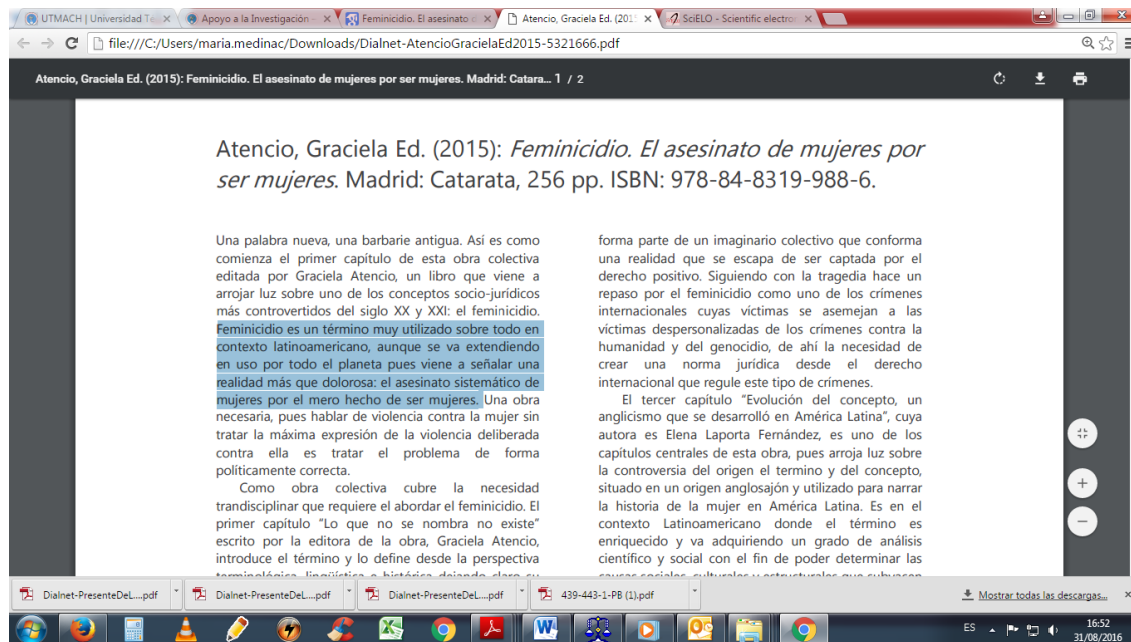 UTMACH | Universidad Te
Apoyo a la Investigación -
Feminicidio. El asesinato d
Atencio, Graciela Ed. (201
SciELO - Scientific electron
file:///C:/Users/maria.medinac/Downloads/Dialnet-AtencioGracielaEd2015-5321666.pdf
Atencio, Graciela Ed. (2015): Feminicidio. El asesinato de mujeres por ser mujeres. Madrid: Catara... 1 / 2
Atencio, Graciela Ed. (2015): Feminicidio. El asesinato de mujeres por
ser mujeres. Madrid: Catarata, 256 pp. ISBN: 978-84-8319-988-6.
Una palabra nueva, una barbarie antigua. Así es como
comienza el primer capítulo de esta obra colectiva
editada por Graciela Atencio, un libro que viene a
arrojar luz sobre uno de los conceptos socio-jurídicos
más controvertidos del siglo XX y XXI: el feminicidio.
Feminicidio es un término muy utilizado sobre todo en
contexto latinoamericano, aunque se va extendiendo
en uso por todo el planeta pues viene a señalar una
realidad más que dolorosa: el asesinato sistemático de
mujeres por el mero hecho de ser mujeres. Una obra
necesaria, pues hablar de violencia contra la mujer sin
tratar la máxima expresión de la violencia deliberada
contra ella es tratar el problema de forma
políticamente correcta.
Como obra colectiva cubre la necesidad
trandisciplinar que requiere el abordar el feminicidio. El
primer capítulo "Lo que no se nombra no existe"
escrito por la editora de la obra, Graciela Atencio,
introduce el término y lo define desde la perspectiva
terminológica, lingüística e histórica dejando claro su
forma parte de un imaginario colectivo que conforma
una realidad que se escapa de ser captada por el
derecho positivo. Siguiendo con la tragedia hace un
repaso por el feminicidio como uno de los crímenes
internacionales cuyas víctimas se asemejan a las
víctimas despersonalizadas de los crímenes contra la
humanidad y del genocidio, de ahí la necesidad de
crear una norma jurídica desde el derecho
internacional que regule este tipo de crímenes.
El tercer capítulo "Evolución del concepto, un
anglicismo que se desarrolló en América Latina", cuya
autora es Elena Laporta Fernández, es uno de los
capítulos centrales de esta obra, pues arroja luz sobre
la controversia del origen el termino y del concepto,
situado en un origen anglosajón y utilizado para narrar
la historia de la mujer en América Latina. Es en el
contexto Latinoamericano donde el término es
enriquecido y va adquiriendo un grado de análisis
científico y social con el fin de poder determinar las
causas sociales, culturales y estructurales que subyacen
Dialnet-PresenteDeL....pdf
Dialnet-PresenteDeL....pdf
Dialnet-PresenteDeL....pdf
439-443-1-PB (1).pdf
Mostrar todas las descargas...
ES
16:52
31/08/2016